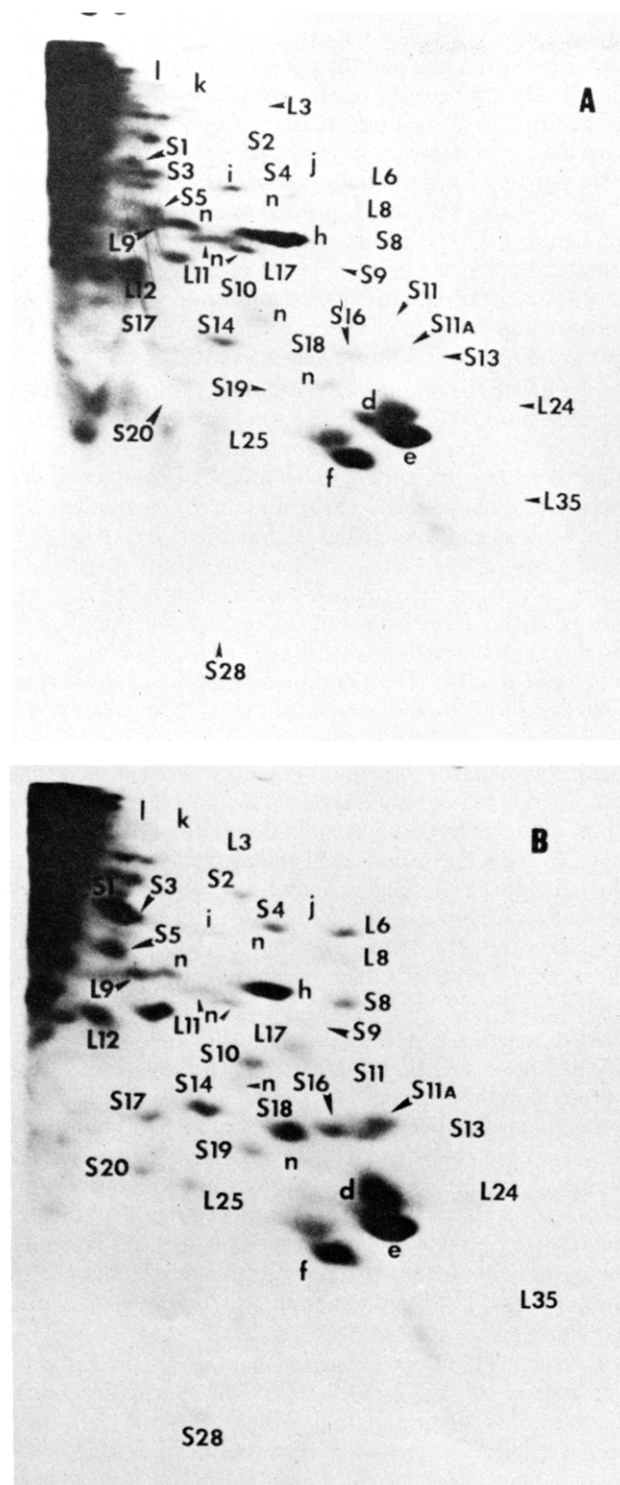 l k
L3 A
S1 S2
S3 i S4 j L6
S5 n n L8
L9 n h S8
L12 L11 S10 L17 S9
S17 S14 n S16 S11
S18 S11A
S13
S19 n
S20 L25 d L24
f e
L35
S28
l k
L3 B
S1 S3 S2
S5 i S4 j L6
n n L8
L9 L11 n h S8
L12 L17 S9
S10 S11
S17 S14 n S16 S11A
S18 S13
S20 S19 n
L25 d L24
f e
L35
S28